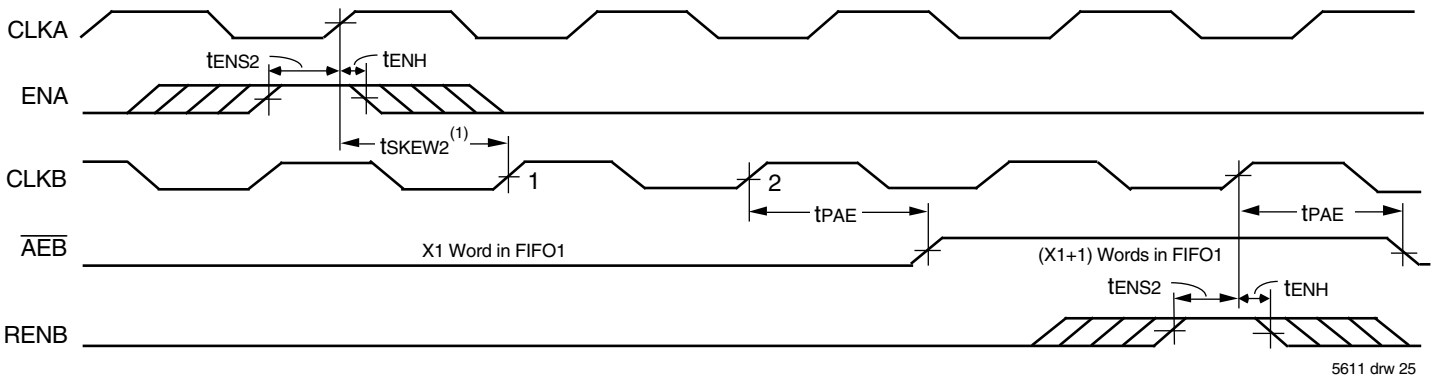 CLKA
tENS2 tENH
ENA
tSKEW2(1)
CLKB 1 2
tPAE tPAE
AEB X1 Word in FIFO1 (X1+1) Words in FIFO1
tENS2 tENH
RENB
5611 drw 25